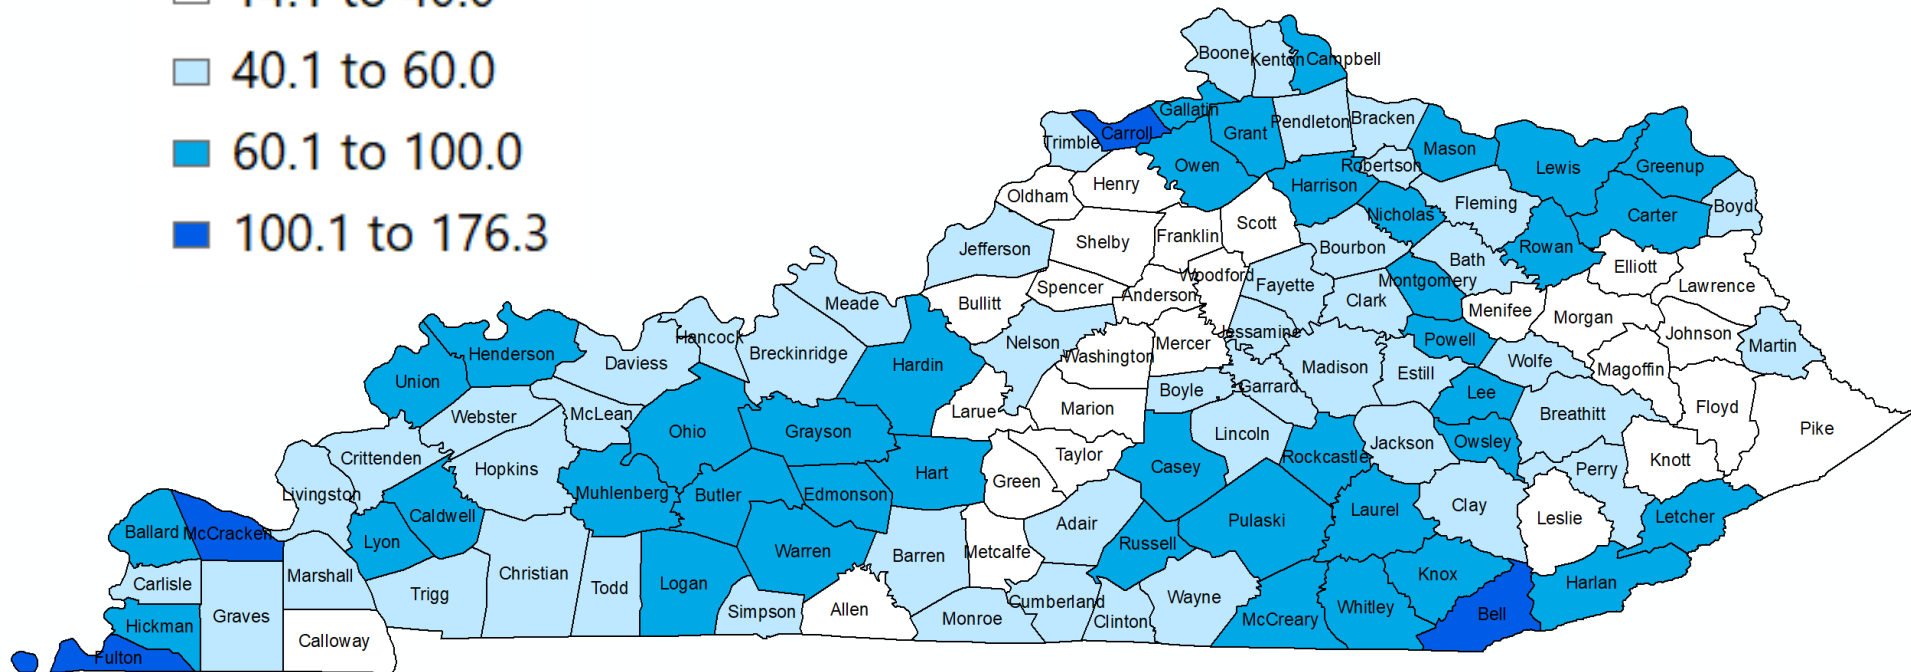 40.1 to 60.0
60.1 to 100.0
100.1 to 176.3
Boone
Kenton
Campbell
Gallatin
Carroll
Grant
Pendleton
Bracken
Trimble
Owen
Robertson
Mason
Lewis
Greenup
Oldham
Henry
Harrison
Nicholas
Fleming
Carter
Boyd
Jefferson
Shelby
Franklin
Scott
Bourbon
Bath
Rowan
Elliott
Lawrence
Meade
Bullitt
Spencer
Anderson
Woodford
Fayette
Clark
Montgomery
Menifee
Morgan
Johnson
Martin
Henderson
Union
Daviess
Hancock
Breckinridge
Hardin
Nelson
Washington
Mercer
Jessamine
Madison
Estill
Powell
Wolfe
Magoffin
Floyd
Pike
Webster
McLean
Ohio
Grayson
Larue
Marion
Boyle
Garrard
Lee
Breathitt
Crittenden
Hopkins
Hart
Green
Taylor
Casey
Lincoln
Rockcastle
Jackson
Owsley
Perry
Knott
Livingston
Muhlenberg
Butler
Edmonson
Adair
Pulaski
Laurel
Clay
Leslie
Letcher
Ballard
McCracken
Lyon
Caldwell
Warren
Barren
Metcalfe
Russell
Knox
Harlan
Carlisle
Marshall
Trigg
Christian
Todd
Logan
Simpson
Allen
Monroe
Cumberland
Clinton
Wayne
McCreary
Whitley
Bell
Hickman
Graves
Calloway
Fulton